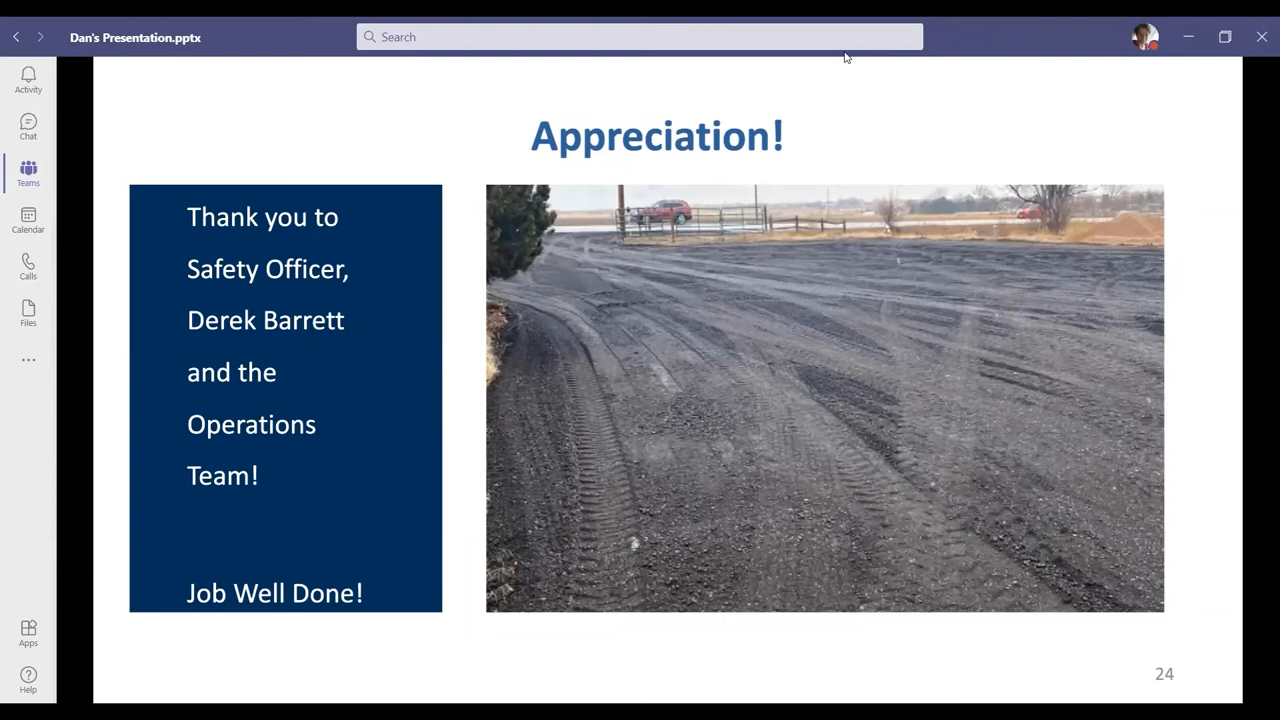 Dan's Presentation.pptx
Search
Activity
Chat
Teams
Calendar
Calls
Files
Apps
Help
Appreciation!
Thank you to
Safety Officer,
Derek Barrett
and the
Operations
Team!
Job Well Done!
24